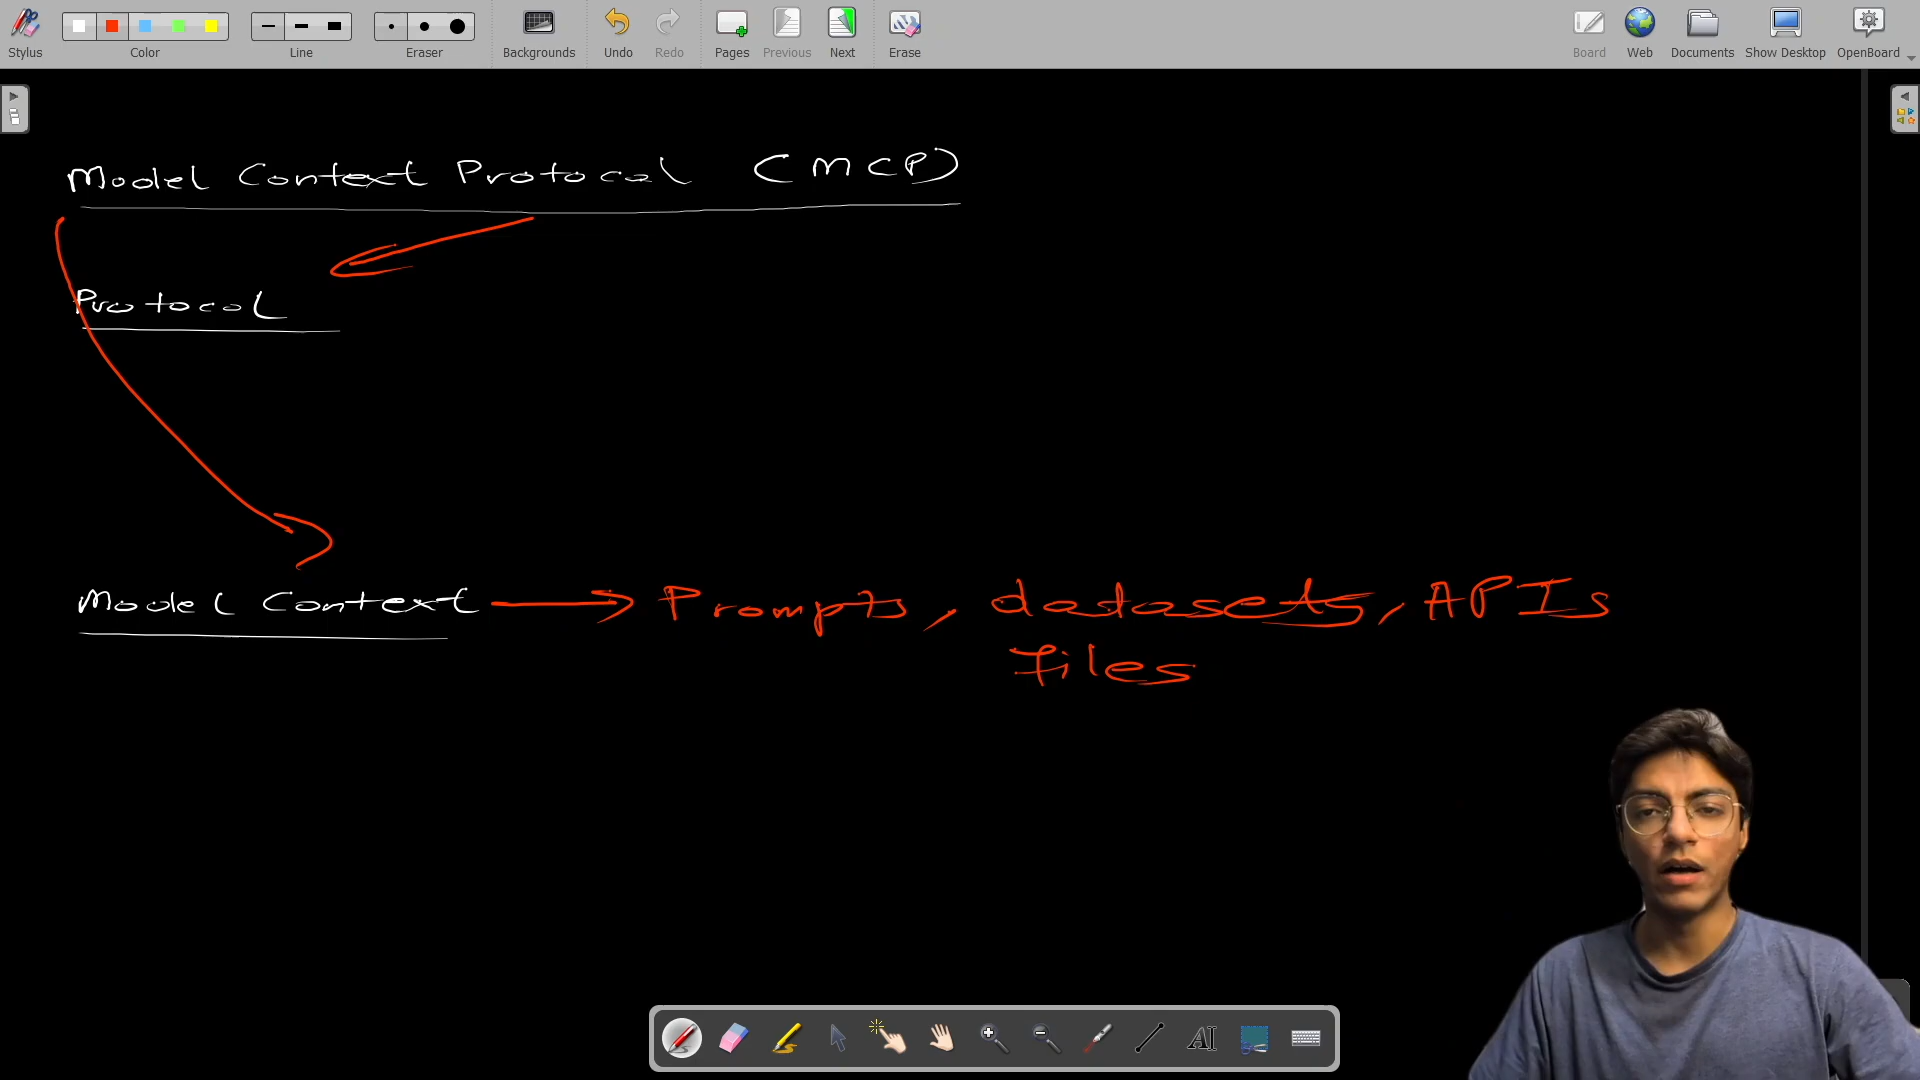 Stylus Color Line Eraser Backgrounds Undo Redo Pages Previous Next Erase Board Web Documents Show Desktop OpenBoard
Model Context Protocol (MCP)
Protocol
Model Context Prompts, datasets, APIs
files
AI